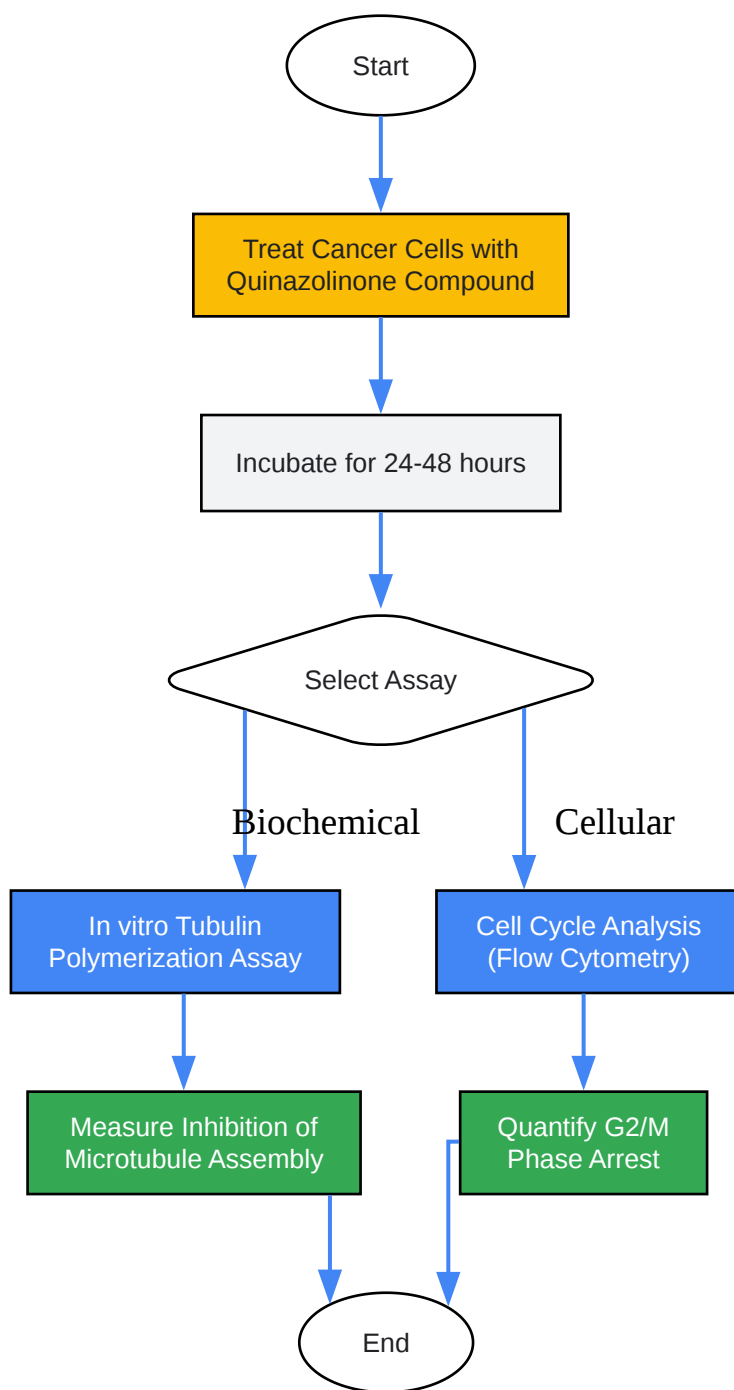 Start
Treat Cancer Cells with
Quinazolinone Compound
Incubate for 24-48 hours
Select Assay
Biochemical
Cellular
In vitro Tubulin
Polymerization Assay
Cell Cycle Analysis
(Flow Cytometry)
Measure Inhibition of
Microtubule Assembly
Quantify G2/M
Phase Arrest
End